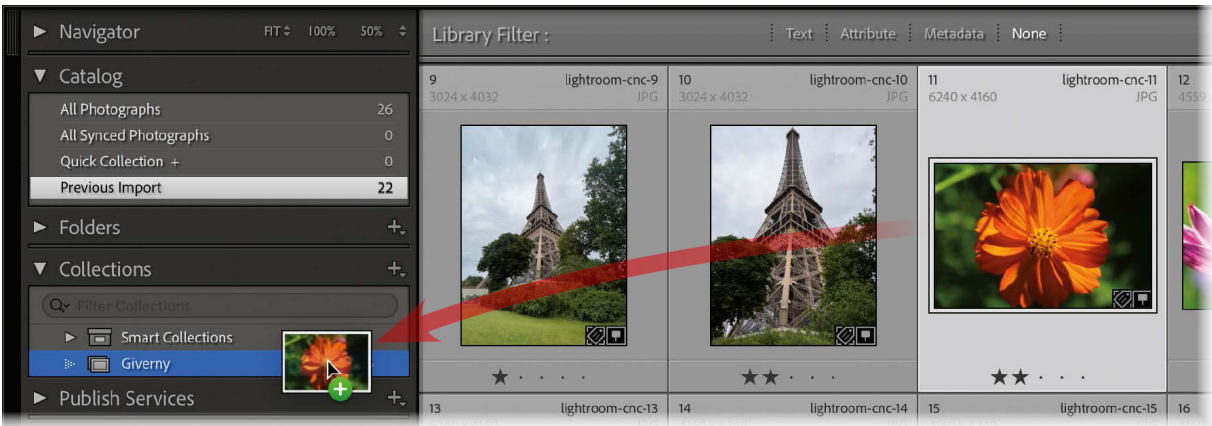 Navigator FIT 100% 50%
Catalog
All Photographs 26
All Synced Photographs 0
Quick Collection + 0
Previous Import 22
Folders
Collections
Filter Collections
Smart Collections
Giverny
Publish Services
Library Filter : Text Attribute Metadata None
9 lightroom-cnc-9 10 lightroom-cnc-10 11 lightroom-cnc-11 12
3024 x 4032 JPG 3024 x 4032 JPG 6240 x 4160 JPG 4559
13 lightroom-cnc-13 14 lightroom-cnc-14 15 lightroom-cnc-15 16